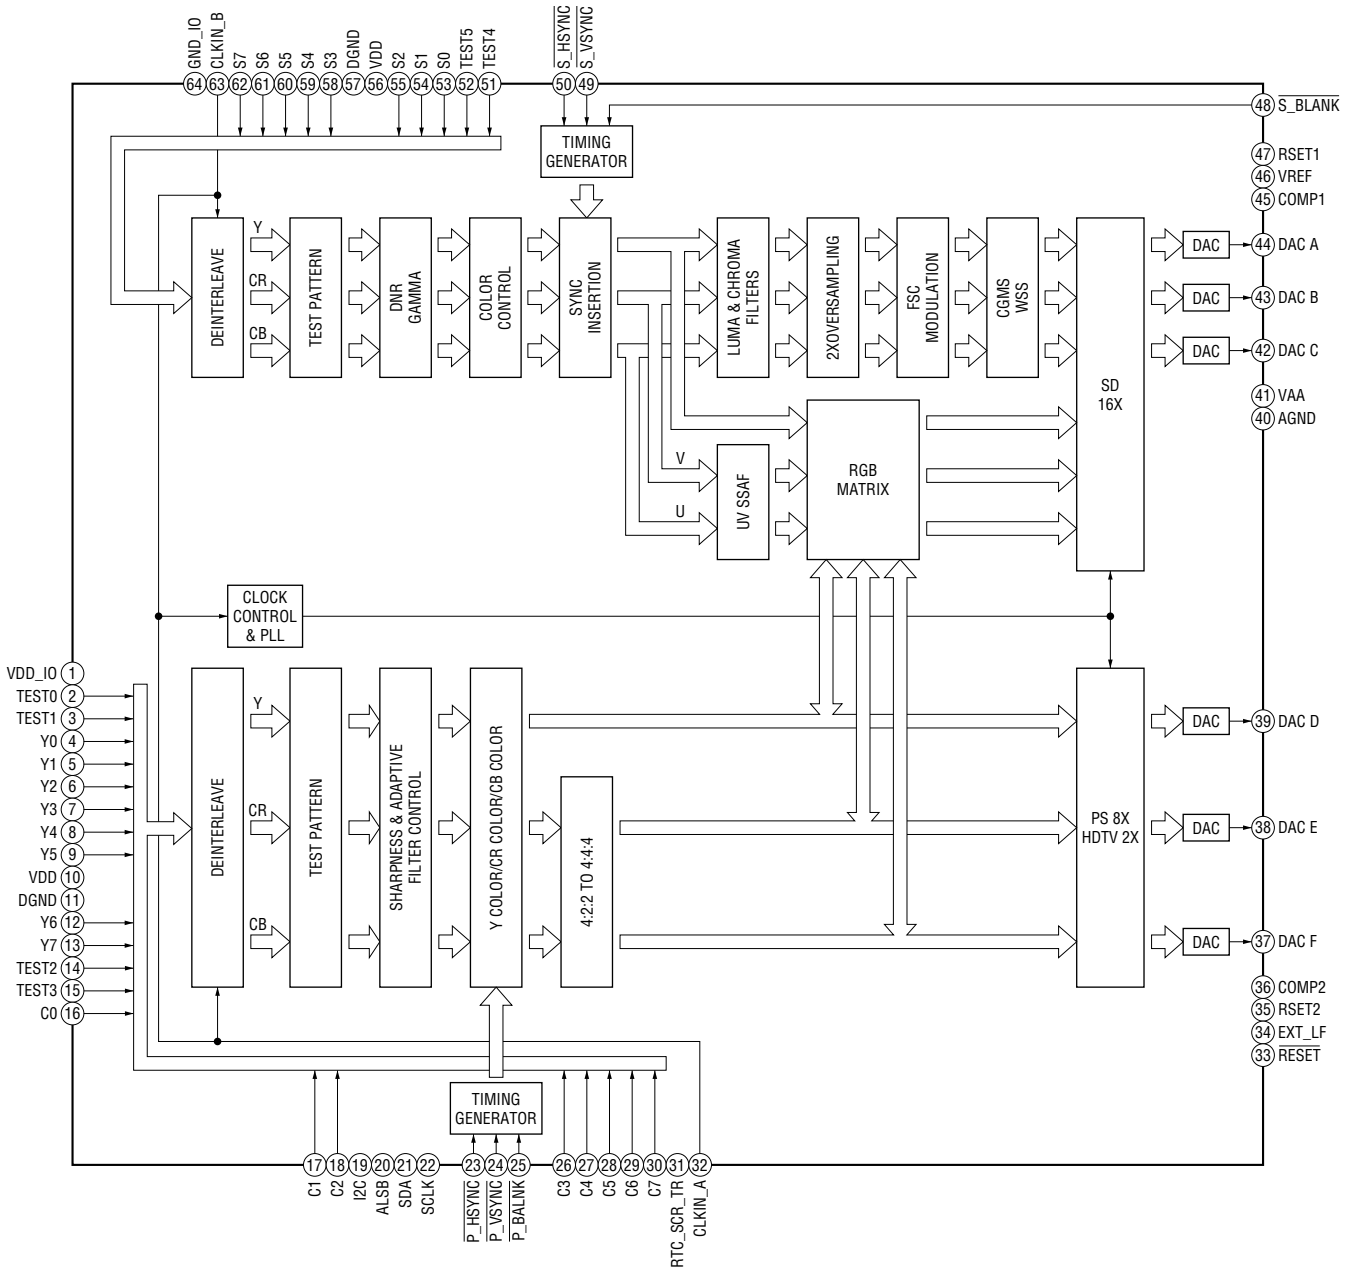 GND_IO
CLKIN_B
S7
S6
S5
S4
S3
DGND
VDD
S2
S1
S0
TEST5
TEST4
S_HSYNC
S_VSYNC
64
63
62
61
60
59
58
57
56
55
54
53
52
51
50
49
48 S_BLANK
TIMING
GENERATOR
47 RSET1
46 VREF
45 COMP1
DEINTERLEAVE
Y
CR
CB
TEST PATTERN
DNR
GAMMA
COLOR
CONTROL
SYNC
INSERTION
LUMA & CHROMA
FILTERS
2XOVERSAMPLING
FSC
MODULATION
CGMS
WSS
SD
16X
DAC
44 DAC A
DAC
43 DAC B
DAC
42 DAC C
41 VAA
40 AGND
V
U
UV SSAF
RGB
MATRIX
CLOCK
CONTROL
& PLL
VDD_IO 1
TEST0 2
TEST1 3
Y0 4
Y1 5
Y2 6
Y3 7
Y4 8
Y5 9
VDD 10
DGND 11
Y6 12
Y7 13
TEST2 14
TEST3 15
C0 16
DEINTERLEAVE
Y
CR
CB
TEST PATTERN
SHARPNESS & ADAPTIVE
FILTER CONTROL
Y COLOR/CR COLOR/CB COLOR
4:2:2 TO 4:4:4
PS 8X
HDTV 2X
DAC
39 DAC D
DAC
38 DAC E
DAC
37 DAC F
36 COMP2
35 RSET2
34 EXT_LF
33 RESET
TIMING
GENERATOR
17
18
19
20
21
22
23
24
25
26
27
28
29
30
31
32
C1
C2
I2C
ALSB
SDA
SCLK
P_HSYNC
P_VSYNC
P_BALNK
C3
C4
C5
C6
C7
RTC_SCR_TR
CLKIN_A